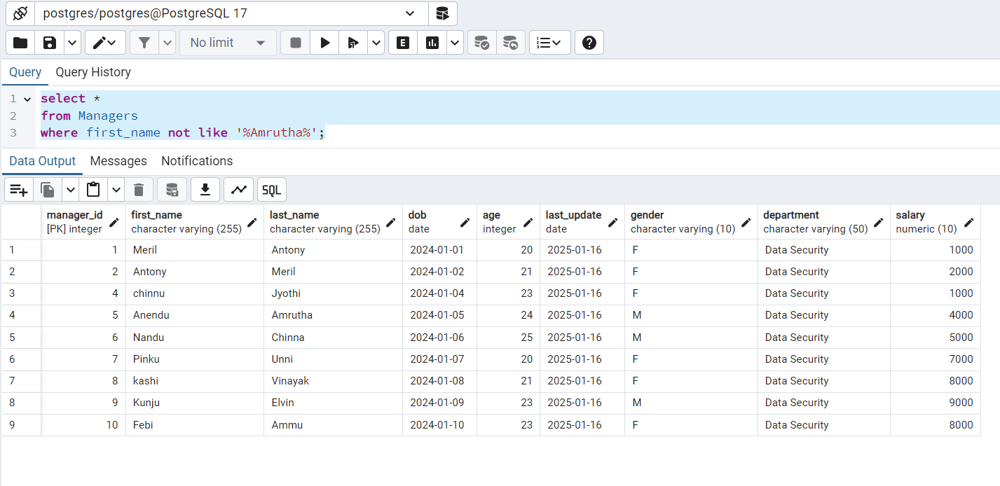 postgres/postgres@PostgreSQL 17
No limit
E
Query Query History
1 select *
2 from Managers
3 where first_name not like '%Amrutha%';
Data Output Messages Notifications
SQL
manager_id first_name last_name dob age last_update gender department salary
[PK] integer character varying (255) character varying (255) date integer date character varying (10) character varying (50) numeric (10)
1 1 Meril Antony 2024-01-01 20 2025-01-16 F Data Security 1000
2 2 Antony Meril 2024-01-02 21 2025-01-16 F Data Security 2000
3 4 chinnu Jyothi 2024-01-04 23 2025-01-16 F Data Security 1000
4 5 Anendu Amrutha 2024-01-05 24 2025-01-16 M Data Security 4000
5 6 Nandu Chinna 2024-01-06 25 2025-01-16 M Data Security 5000
6 7 Pinku Unni 2024-01-07 20 2025-01-16 F Data Security 7000
7 8 kashi Vinayak 2024-01-08 21 2025-01-16 F Data Security 8000
8 9 Kunju Elvin 2024-01-09 23 2025-01-16 M Data Security 9000
9 10 Febi Ammu 2024-01-10 23 2025-01-16 F Data Security 8000